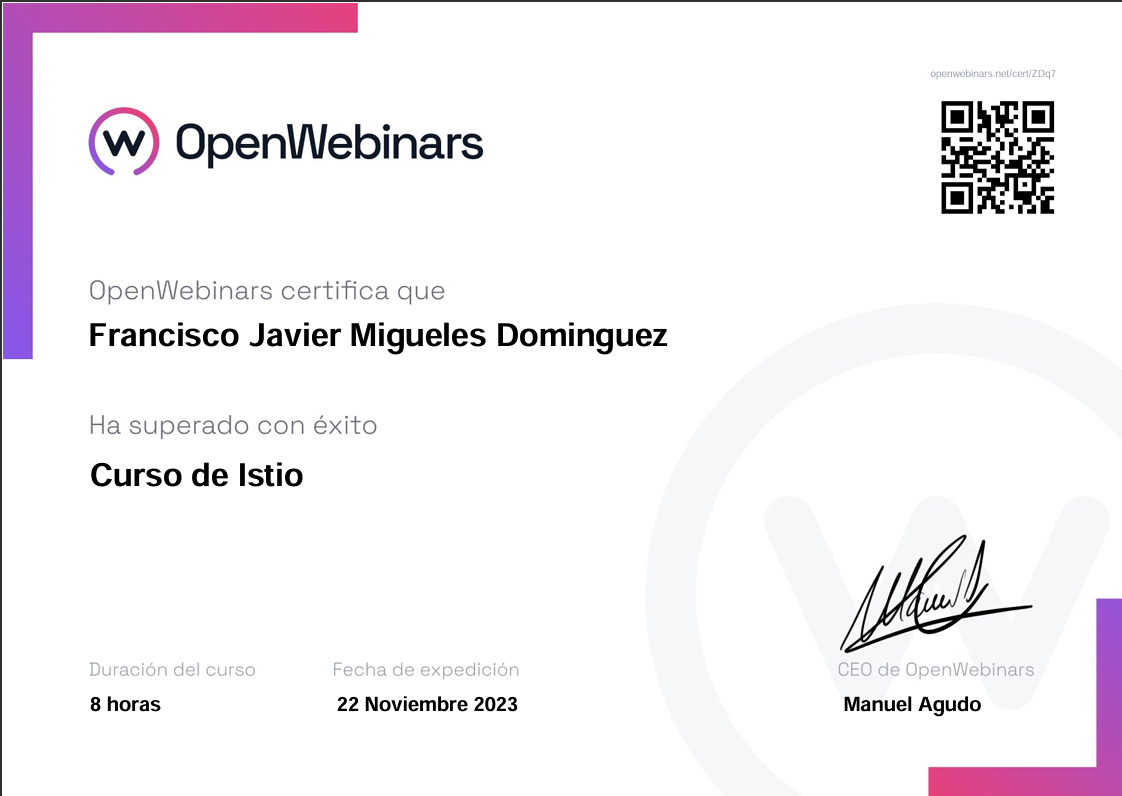 openwebinars.net/cert/ZDq7
OpenWebinars
OpenWebinars certifica que
Francisco Javier Migueles Dominguez
Ha superado con éxito
Curso de Istio
Duración del curso
8 horas
Fecha de expedición
22 Noviembre 2023
CEO de OpenWebinars
Manuel Agudo